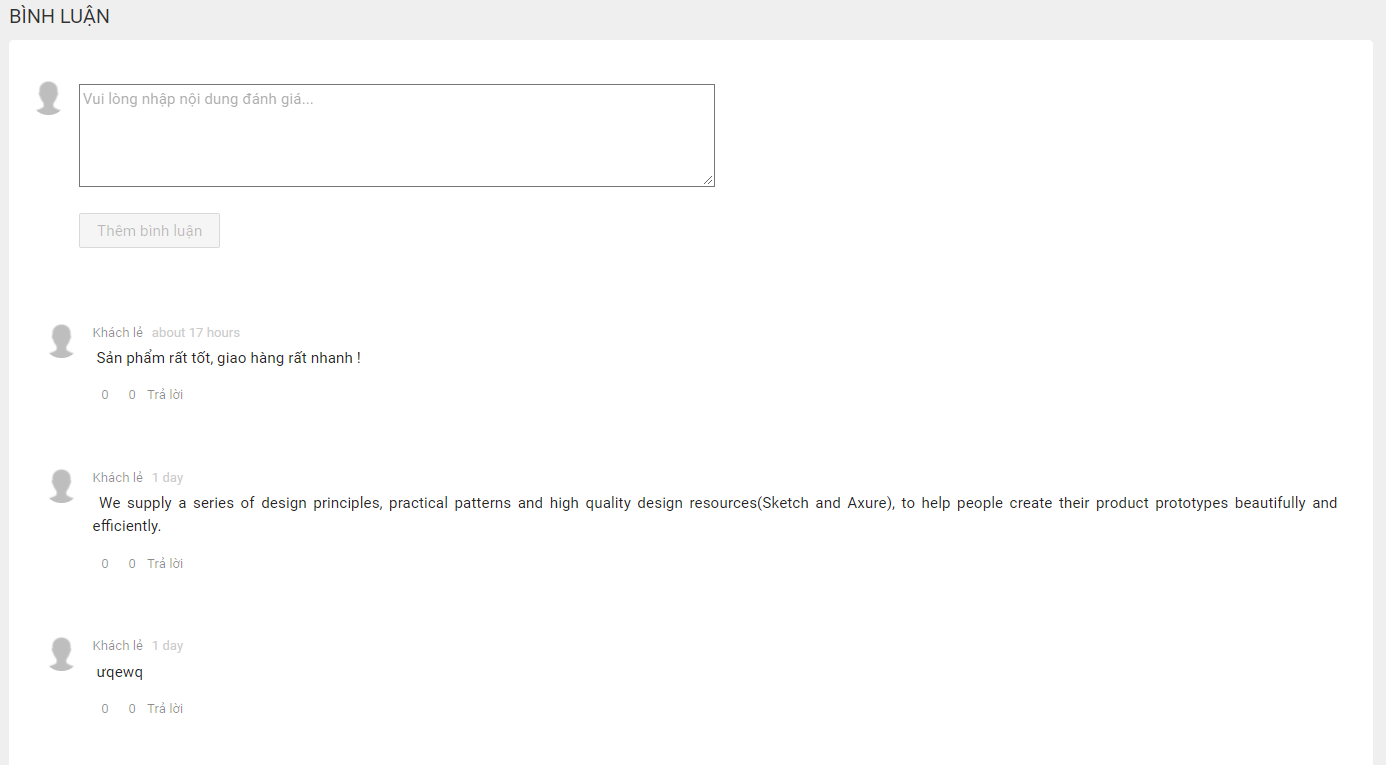 BÌNH LUẬN
Vui lòng nhập nội dung đánh giá...
Thêm bình luận
Khách lẻ about 17 hours
Sản phẩm rất tốt, giao hàng rất nhanh !
0 0 Trả lời
Khách lẻ 1 day
We supply a series of design principles, practical patterns and high quality design resources(Sketch and Axure), to help people create their product prototypes beautifully and
efficiently.
0 0 Trả lời
Khách lẻ 1 day
ưqewq
0 0 Trả lời